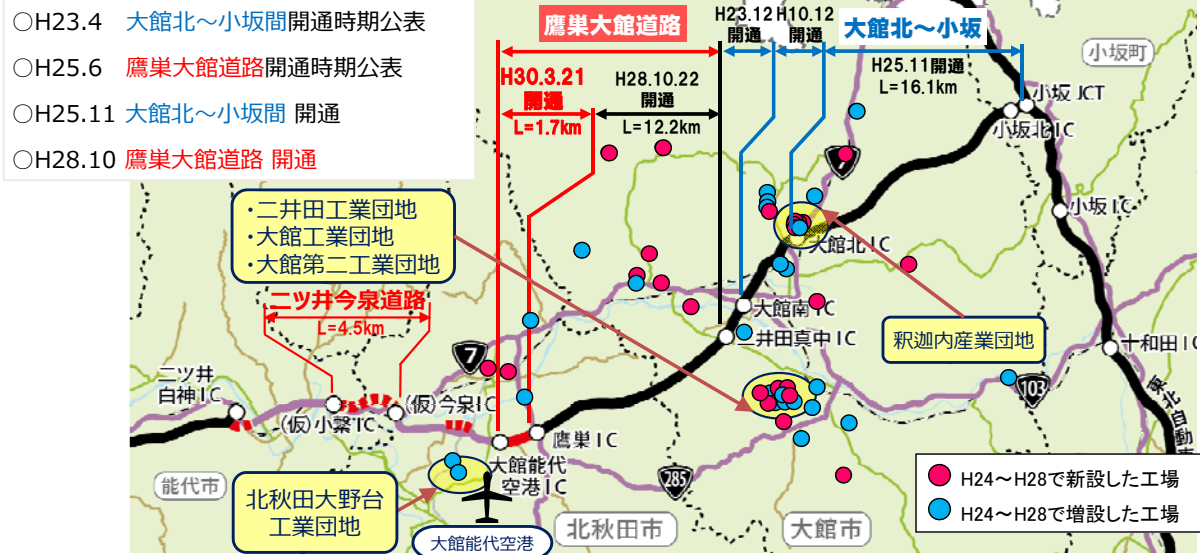 ○H23.4 大館北～小坂間開通時期公表
○H25.6 鷹巣大館道路開通時期公表
○H25.11 大館北～小坂間 開通
○H28.10 鷹巣大館道路 開通
鷹巣大館道路
H23.12
開通
H10.12
開通
大館北～小坂
H30.3.21
開通
L=1.7km
H28.10.22
開通
L=12.2km
H25.11開通
L=16.1km
小坂町
小坂JCT
小坂北IC
7
小坂IC
・二井田工業団地
・大館工業団地
・大館第二工業団地
大館北IC
二ツ井今泉道路
L=4.5km
大館南IC
二井田真中IC
釈迦内産業団地
十和田IC
7
二ツ井
白神IC
103
(仮)小繋IC
(仮)今泉IC
鷹巣IC
東北自動車
大館能代
空港IC
285
能代市
北秋田大野台
工業団地
大館能代空港
北秋田市
大館市
H24～H28で新設した工場
H24～H28で増設した工場